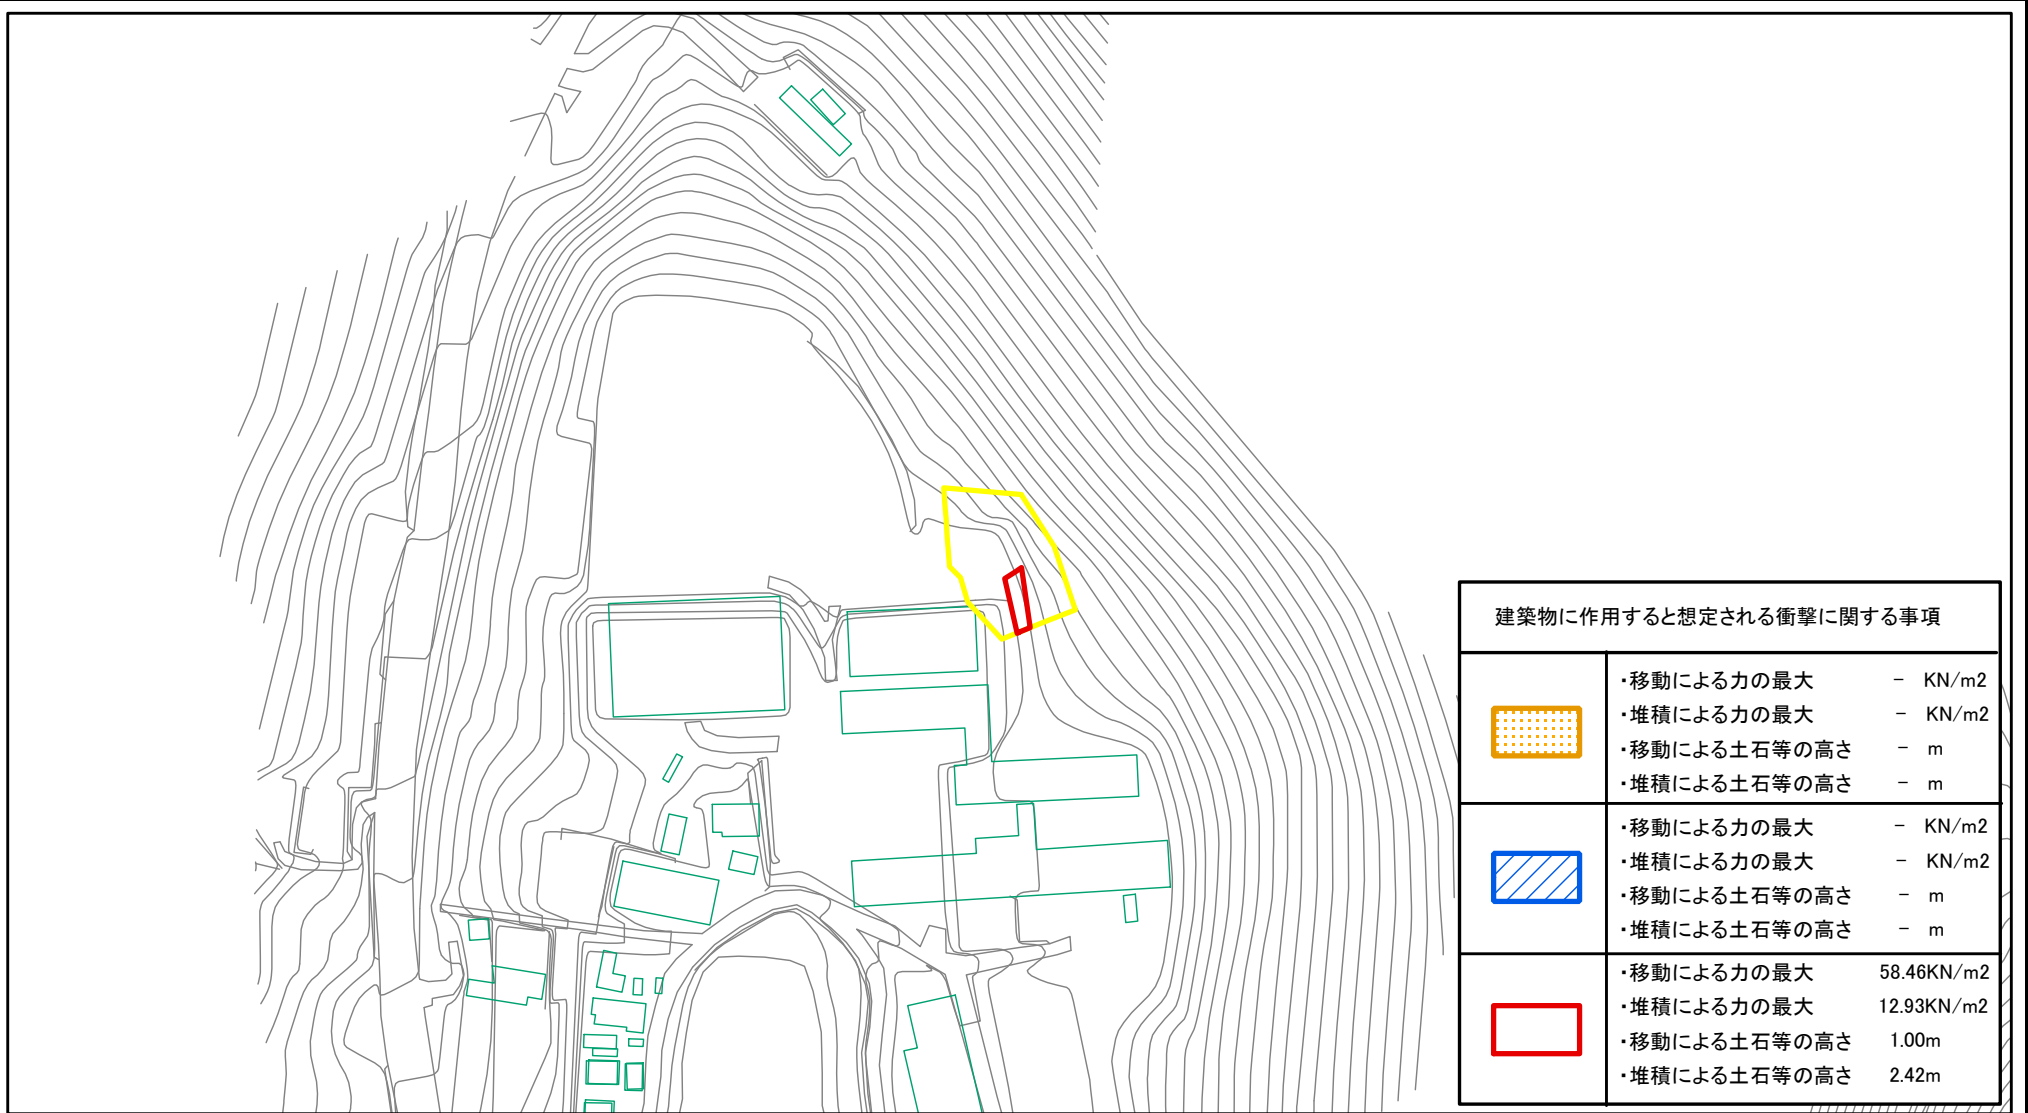 建築物に作用すると想定される衝撃に関する事項
・移動による力の最大 － KN/m2
・堆積による力の最大 － KN/m2
・移動による土石等の高さ － m
・堆積による土石等の高さ － m
・移動による力の最大 － KN/m2
・堆積による力の最大 － KN/m2
・移動による土石等の高さ － m
・堆積による土石等の高さ － m
・移動による力の最大 58.46KN/m2
・堆積による力の最大 12.93KN/m2
・移動による土石等の高さ 1.00m
・堆積による土石等の高さ 2.42m